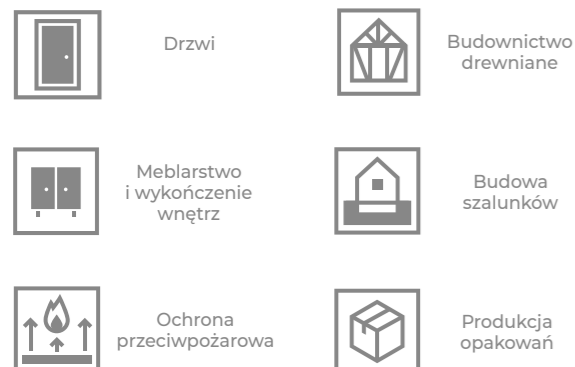 Drzwi
Budownictwo
drewniane
Meblarstwo
i wykończenie
wnętrz
Budowa
szalunków
Ochrona
przeciwpożarowa
Produkcja
opakowań